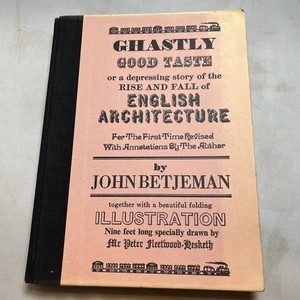 GHASTLY
GOOD TASTE
or a depressing story of the
RISE AND FALL of
ENGLISH
ARCHITECTURE
For The First Time Revised
With Annotations By The Author
by
JOHN BETJEMAN
together with a beautiful folding
ILLUSTRATION
Nine feet long specially drawn by
Mr Peter Fleetwood-Hesketh